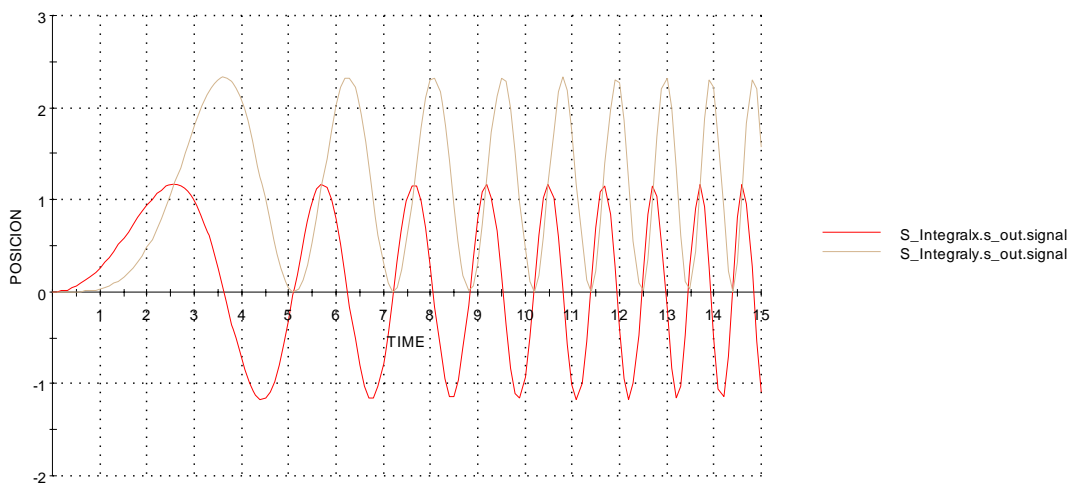 3
2
1
0
-1
-2
POSICION
1 2 3 4 5 6 7 8 9 10 11 12 13 14 15
TIME
S_Integralx.s_out.signal
S_Integraly.s_out.signal